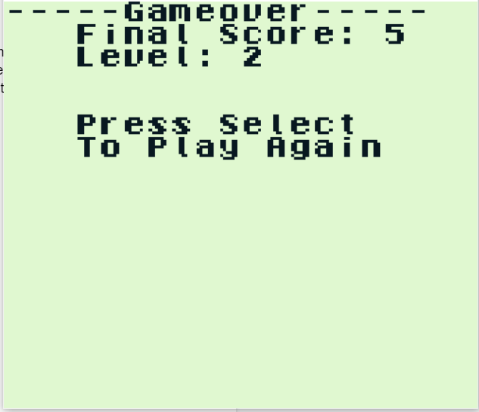 -----Gameover-----
Final Score: 5
Level: 2
Press Select
To Play Again